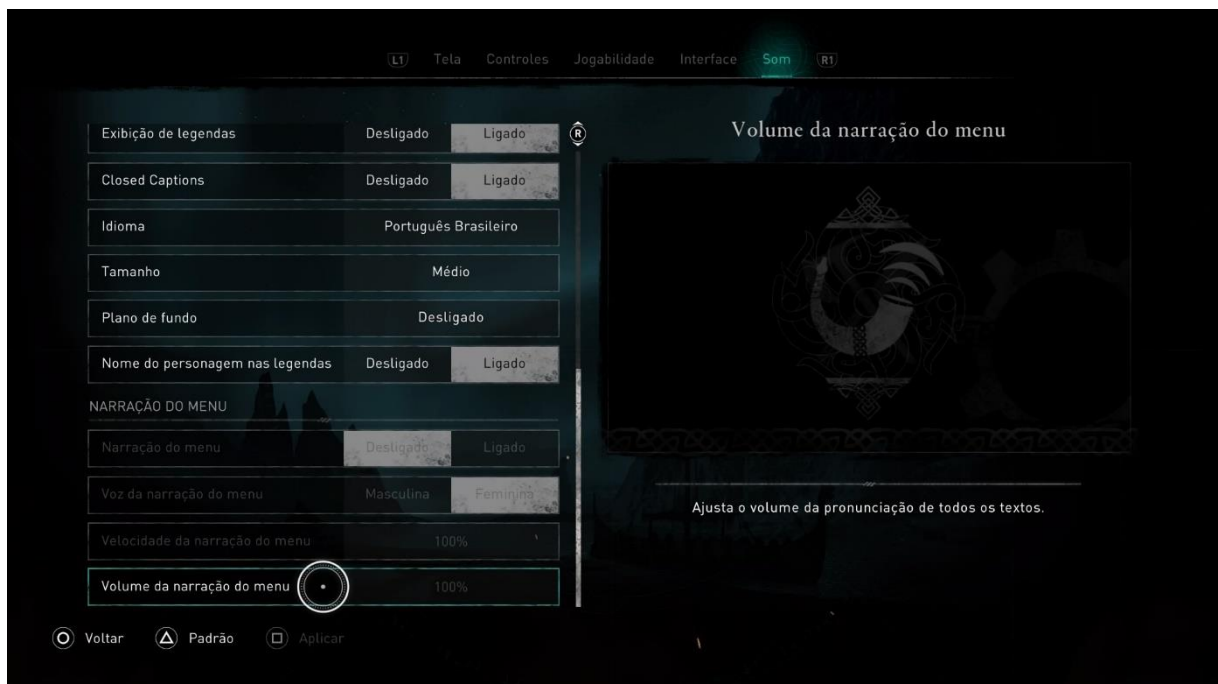 L1 Tela Controles Jogabilidade Interface Som R1
Exibição de legendas Desligado Ligado R
Volume da narração do menu
Closed Captions Desligado Ligado
Idioma Português Brasileiro
Tamanho Médio
Plano de fundo Desligado
Nome do personagem nas legendas Desligado Ligado
NARRAÇÃO DO MENU
Narração do menu Desligado Ligado
Voz da narração do menu Masculina Feminina
Velocidade da narração do menu 100%
Volume da narração do menu 100%
Ajusta o volume da pronunciação de todos os textos.
Voltar Padrão Aplicar